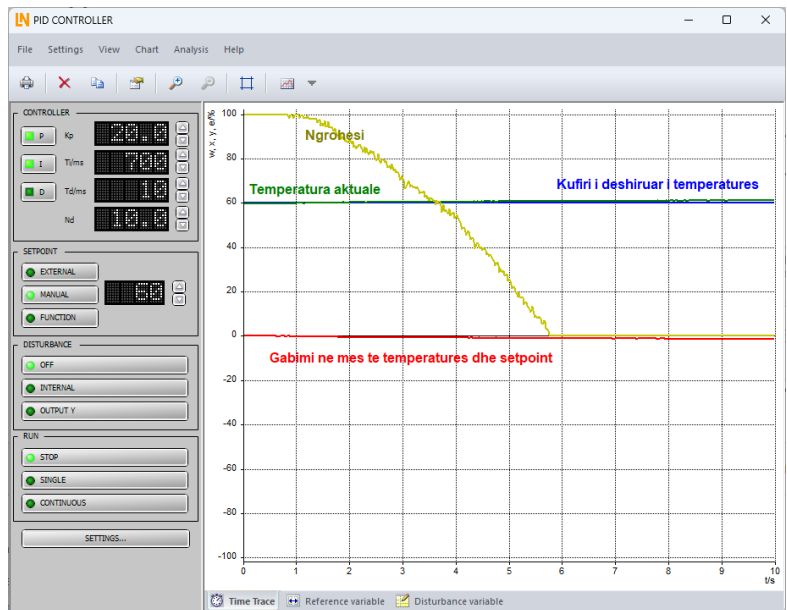 LN PID CONTROLLER
File Settings View Chart Analysis Help
CONTROLLER
P Kp 20.0
I Ti/ms 700
D Td/ms 10
Nd 10.0
SETPOINT
EXTERNAL
MANUAL 60
FUNCTION
DISTURBANCE
OFF
INTERNAL
OUTPUT Y
RUN
STOP
SINGLE
CONTINUOUS
SETTINGS...
w, x, y, e/%
100
80
60
40
20
0
-20
-40
-60
-80
-100
Ngrohesi
Temperatura aktuale
Kufiri i deshiruar i temperatures
Gabimi ne mes te temperatures dhe setpoint
0 1 2 3 4 5 6 7 8 9 10
t/s
Time Trace Reference variable Disturbance variable